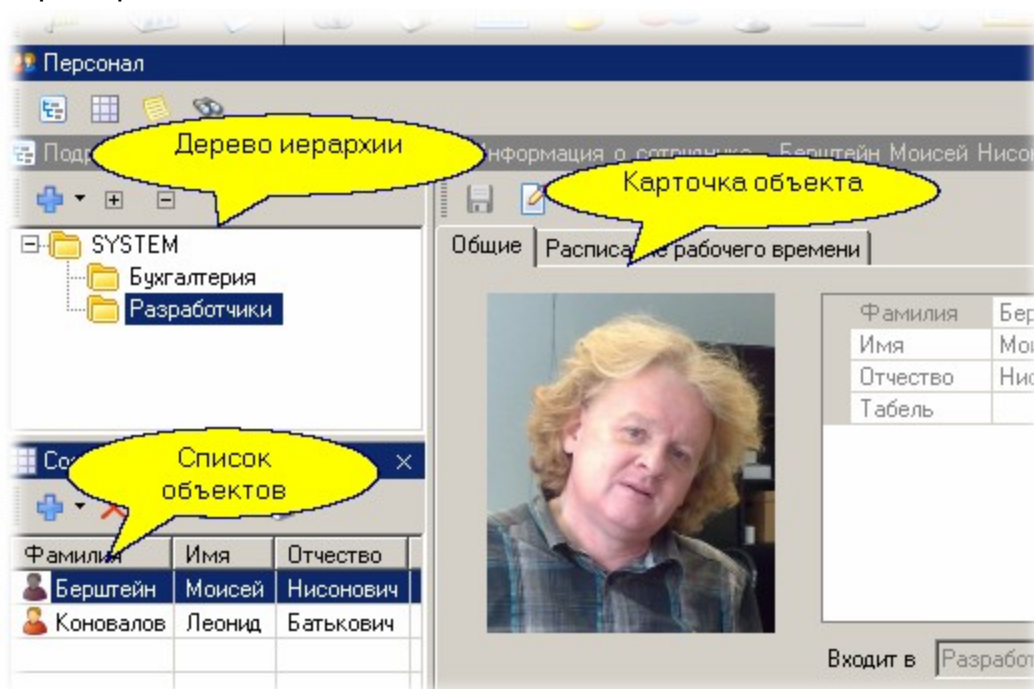 Персонал
Дерево иерархии
Информация о сотруднике - Берштейн Моисей
Карточка объекта
Общие
Расписание рабочего времени
SYSTEM
Бухгалтерия
Разработчики
Фамилия
Имя
Отчество
Табель
Список
объектов
Фамилия Имя Отчество
Берштейн Моисей Нисонович
Коновалов Леонид Батькович
Входит в